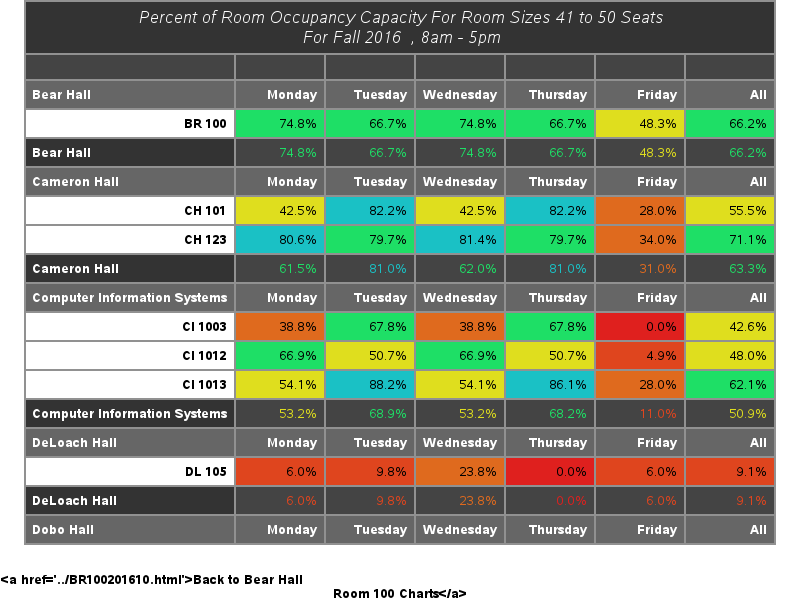 Percent of Room Occupancy Capacity For Room Sizes 41 to 50 Seats
For Fall 2016 , 8am - 5pm
Bear Hall Monday Tuesday Wednesday Thursday Friday All
BR 100 74.8% 66.7% 74.8% 66.7% 48.3% 66.2%
Bear Hall 74.8% 66.7% 74.8% 66.7% 48.3% 66.2%
Cameron Hall Monday Tuesday Wednesday Thursday Friday All
CH 101 42.5% 82.2% 42.5% 82.2% 28.0% 55.5%
CH 123 80.6% 79.7% 81.4% 79.7% 34.0% 71.1%
Cameron Hall 61.5% 81.0% 62.0% 81.0% 31.0% 63.3%
Computer Information Systems Monday Tuesday Wednesday Thursday Friday All
CI 1003 38.8% 67.8% 38.8% 67.8% 0.0% 42.6%
CI 1012 66.9% 50.7% 66.9% 50.7% 4.9% 48.0%
CI 1013 54.1% 88.2% 54.1% 86.1% 28.0% 62.1%
Computer Information Systems 53.2% 68.9% 53.2% 68.2% 11.0% 50.9%
DeLoach Hall Monday Tuesday Wednesday Thursday Friday All
DL 105 6.0% 9.8% 23.8% 0.0% 6.0% 9.1%
DeLoach Hall 6.0% 9.8% 23.8% 0.0% 6.0% 9.1%
Dobo Hall Monday Tuesday Wednesday Thursday Friday All
<a href='../BR100201610.html'>Back to Bear Hall
Room 100 Charts</a>